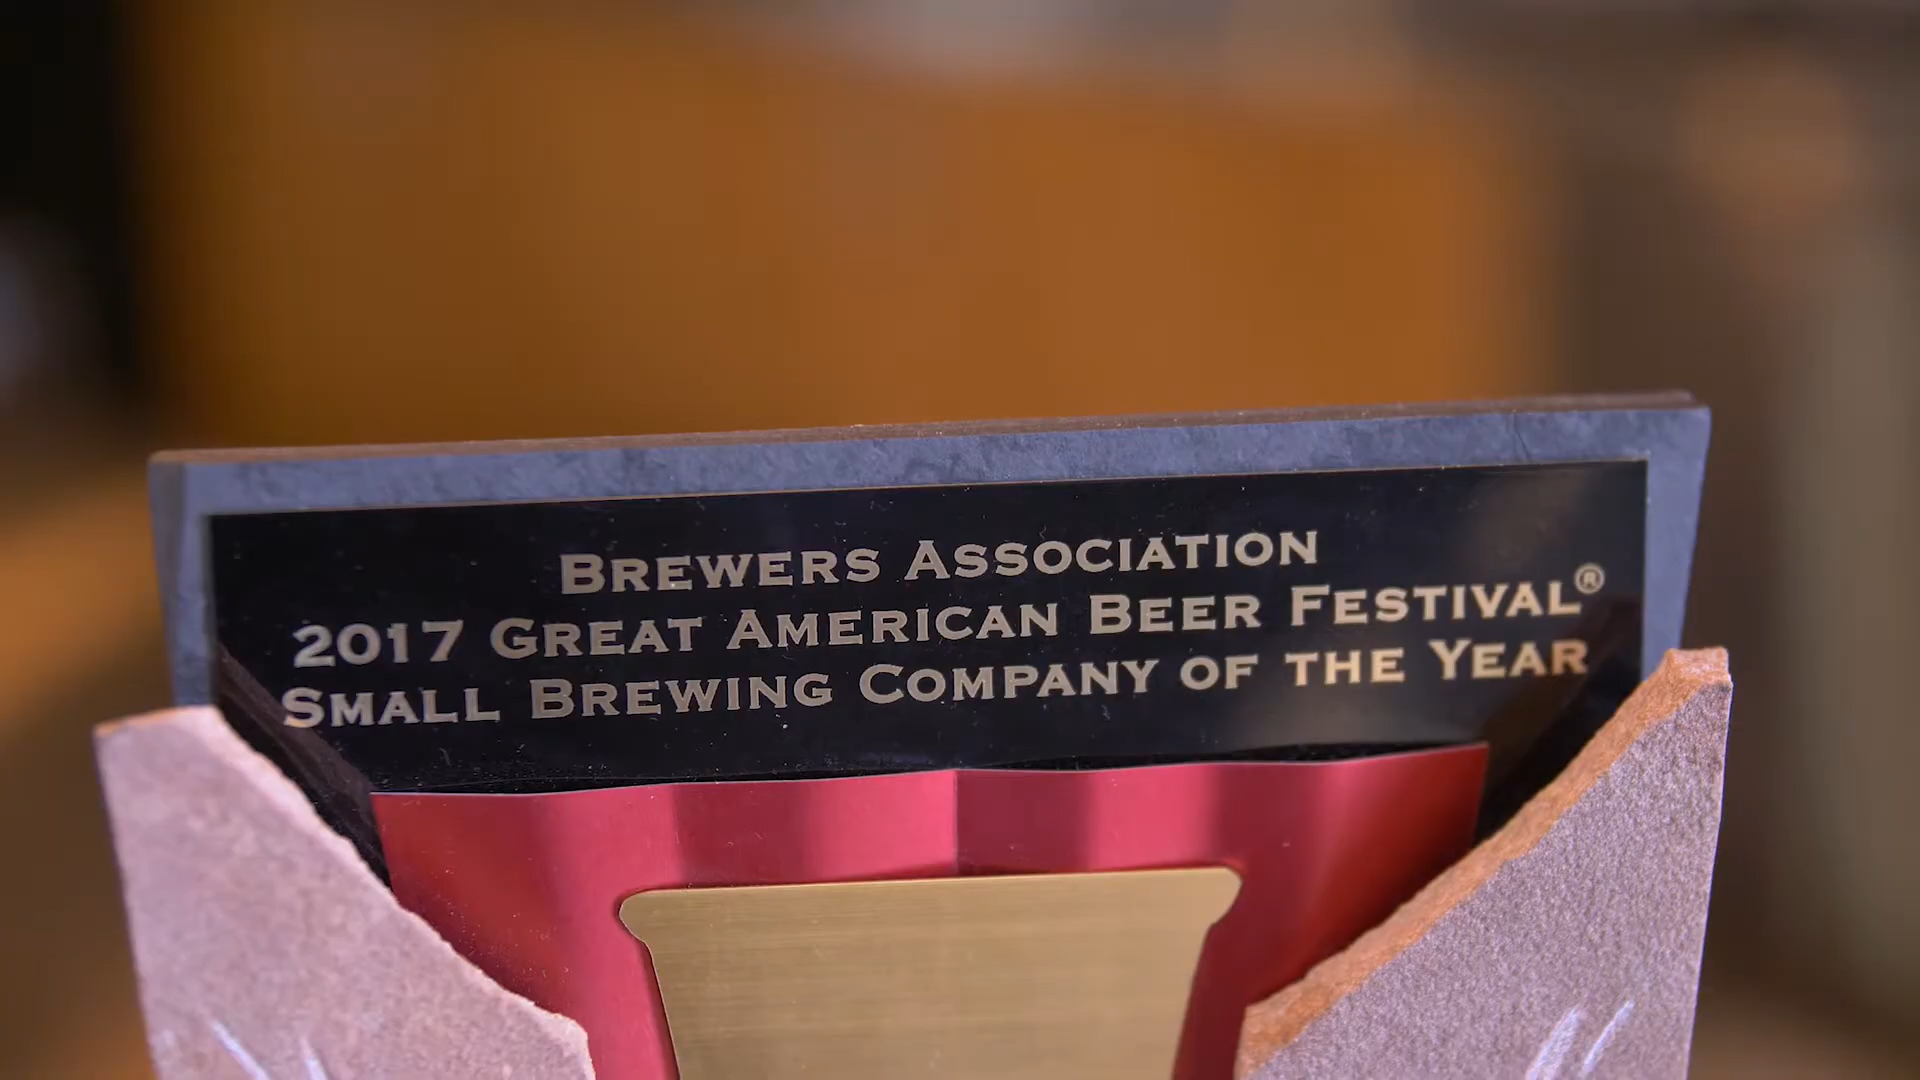 BREWERS ASSOCIATION
2017 GREAT AMERICAN BEER FESTIVAL®
SMALL BREWING COMPANY OF THE YEAR